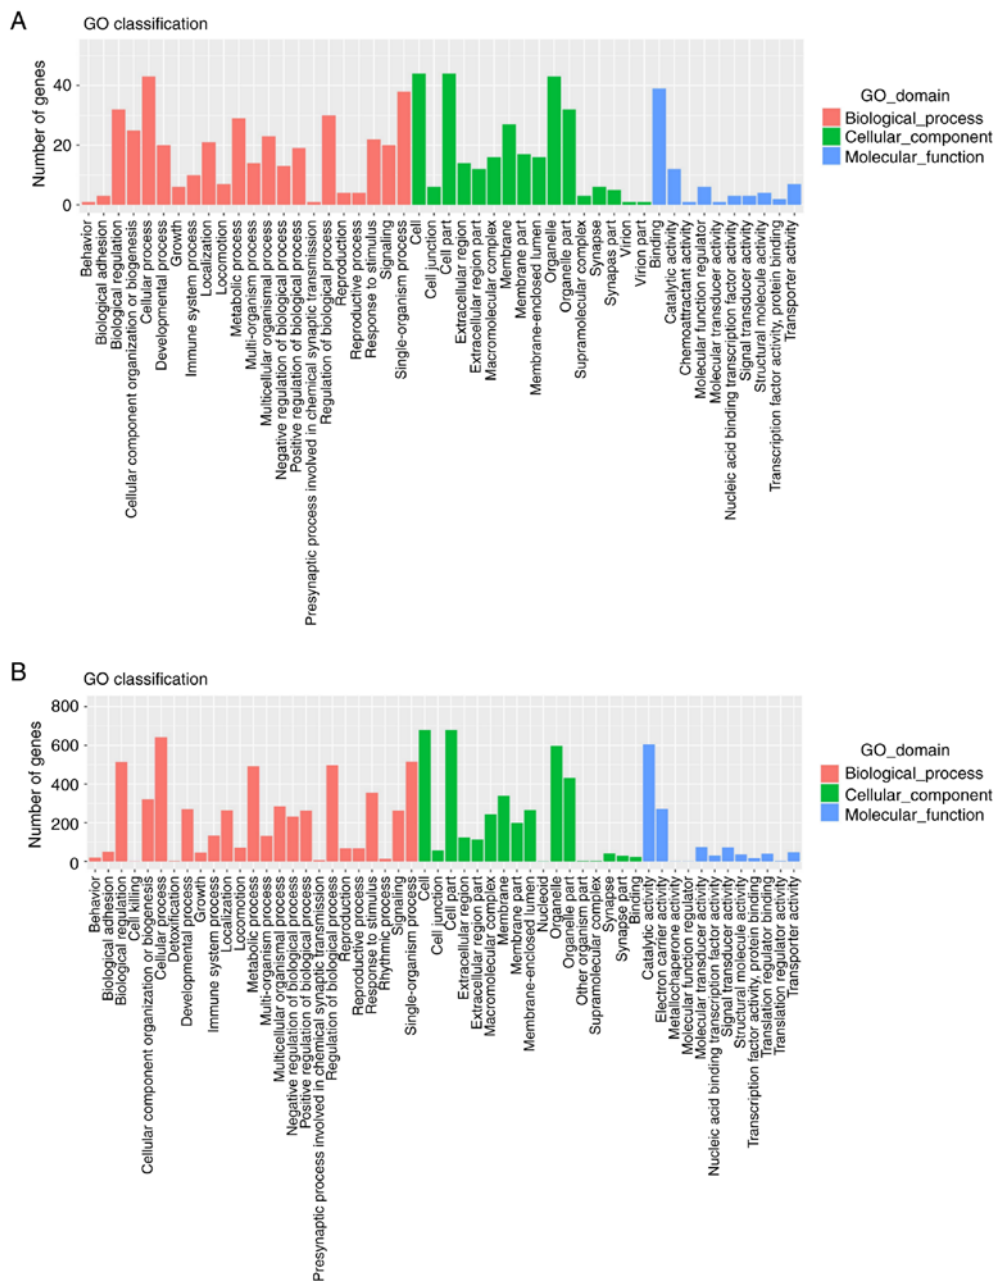 A
GO classification
Number of genes
40
20
0
GO_domain
Biological_process
Cellular_component
Molecular_function
Behavior
Biological adhesion
Biological regulation
Cellular component organization or biogenesis
Cellular process
Developmental process
Growth
Immune system process
Localization
Locomotion
Metabolic process
Multi-organism process
Multicellular organismal process
Negative regulation of biological process
Positive regulation of biological process
Presynaptic process involved in chemical synaptic transmission
Regulation of biological process
Reproduction
Reproductive process
Response to stimulus
Signaling
Single-organism process
Cell
Cell junction
Cell part
Extracellular region
Extracellular region part
Macromolecular complex
Membrane
Membrane part
Membrane-enclosed lumen
Organelle
Organelle part
Supramolecular complex
Synapse
Synapas part
Virion
Virion part
Binding
Catalytic activity
Chemoattractant activity
Molecular function regulator
Molecular transducer activity
Nucleic acid binding transcription factor activity
Signal transducer activity
Structural molecule activity
Transcription factor activity, protein binding
Transporter activity
B
GO classification
Number of genes
800
600
400
200
0
GO_domain
Biological_process
Cellular_component
Molecular_function
Behavior
Biological adhesion
Biological regulation
Cell killing
Cellular component organization or biogenesis
Cellular process
Detoxification
Developmental process
Growth
Immune system process
Localization
Locomotion
Metabolic process
Multi-organism process
Multicellular organismal process
Negative regulation of biological process
Positive regulation of biological process
Presynaptic process involved in chemical synaptic transmission
Regulation of biological process
Reproduction
Reproductive process
Response to stimulus
Rhythmic process
Signaling
Single-organism process
Cell
Cell junction
Cell part
Extracellular region
Extracellular region part
Macromolecular complex
Membrane
Membrane part
Membrane-enclosed lumen
Nucleoid
Organelle
Organelle part
Other organism part
Supramolecular complex
Synapse
Synapse part
Binding
Catalytic activity
Electron carrier activity
Metallochaperone activity
Molecular function regulator
Molecular transducer activity
Nucleic acid binding transcription factor activity
Signal transducer activity
Structural molecule activity
Transcription factor activity, protein binding
Translation regulator binding
Translation regulator activity
Transporter activity